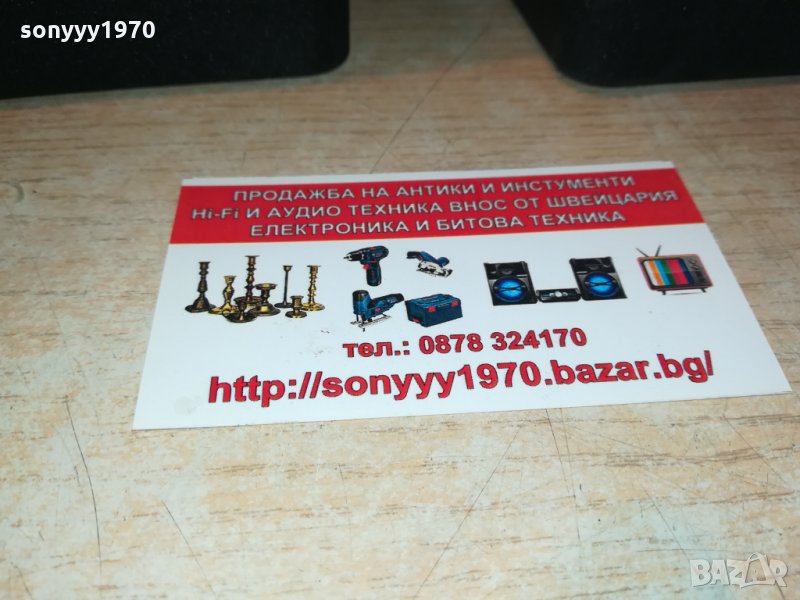 sonyyy1970
ПРОДАЖБА НА АНТИКИ И ИНСТУМЕНТИ
Hi-Fi И АУДИО ТЕХНИКА ВНОС ОТ ШВЕЙЦАРИЯ
ЕЛЕКТРОНИКА И БИТОВА ТЕХНИКА
тел.: 0878 324170
http://sonyyy1970.bazar.bg/
BAZAR